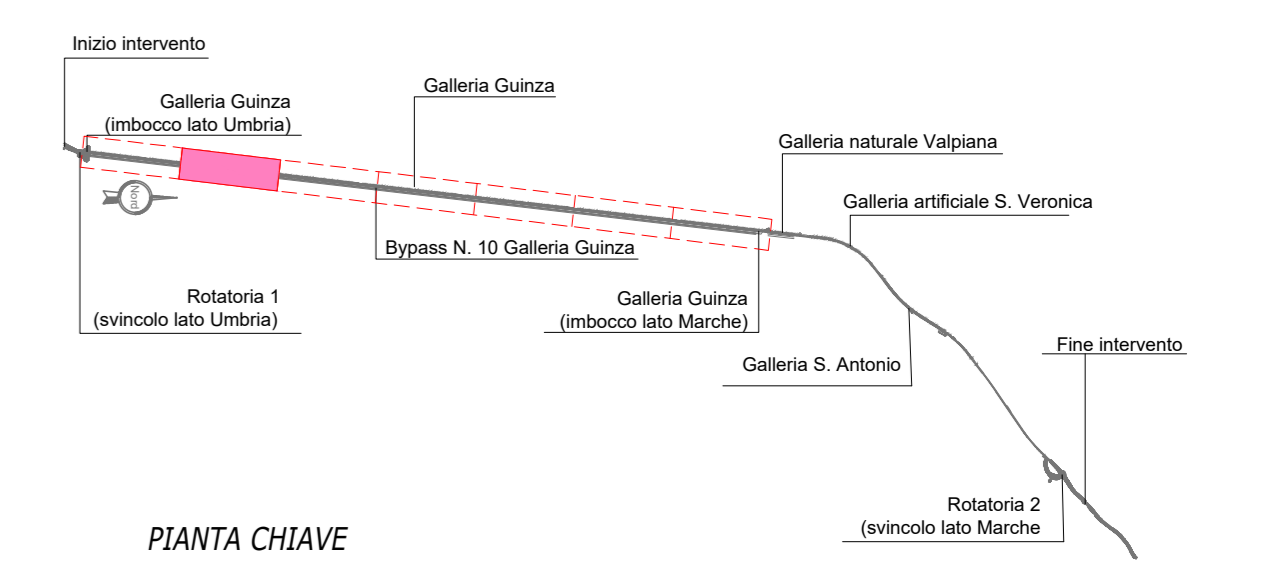 Inizio intervento
Galleria Guinza
(imbocco lato Umbria)
Galleria Guinza
Galleria naturale Valpiana
Galleria artificiale S. Veronica
Nord
Bypass N. 10 Galleria Guinza
Rotatoria 1
(svincolo lato Umbria)
Galleria Guinza
(imbocco lato Marche)
Galleria S. Antonio
Fine intervento
Rotatoria 2
(svincolo lato Marche
PIANTA CHIAVE